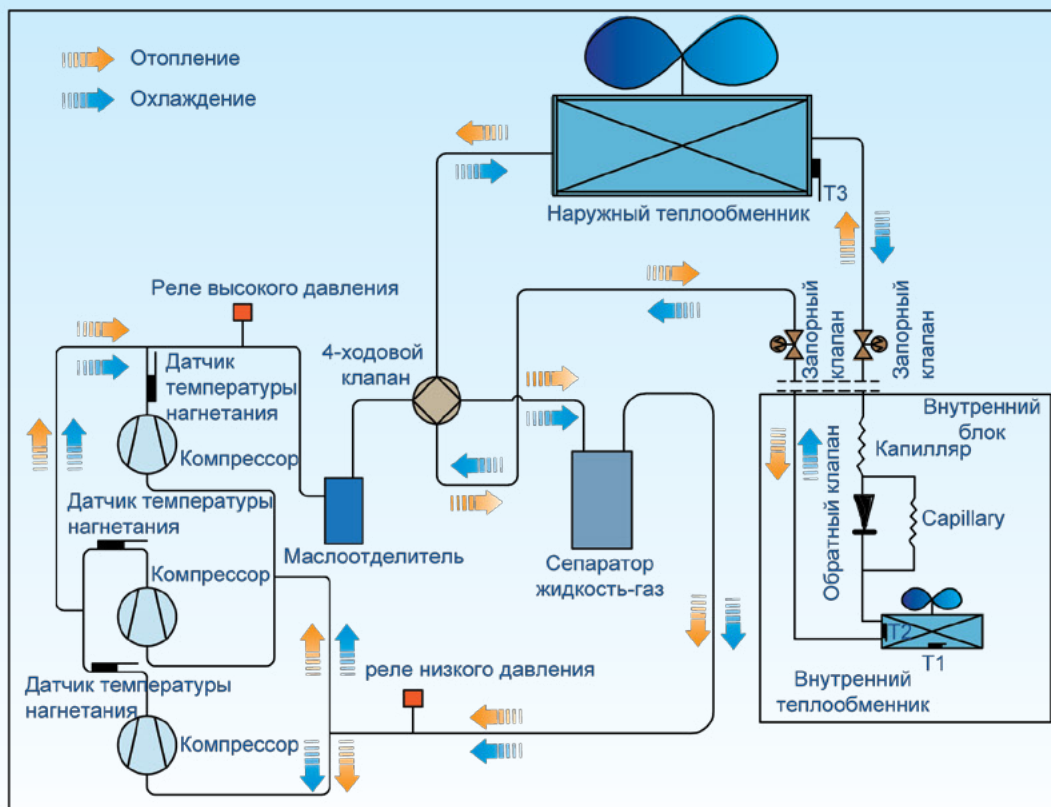 Отопление
Охлаждение
T3
Наружный теплообменник
Реле высокого давления
4-ходовой
клапан
Запорный
клапан
Запорный
клапан
Датчик
температуры
нагнетания
Компрессор
Внутренний
блок
Капилляр
Обратный клапан
Capillary
Датчик температуры
нагнетания
Маслоотделитель
Сепаратор
жидкость-газ
Компрессор
T2
T1
Датчик температуры
нагнетания
реле низкого давления
Внутренний
теплообменник
Компрессор